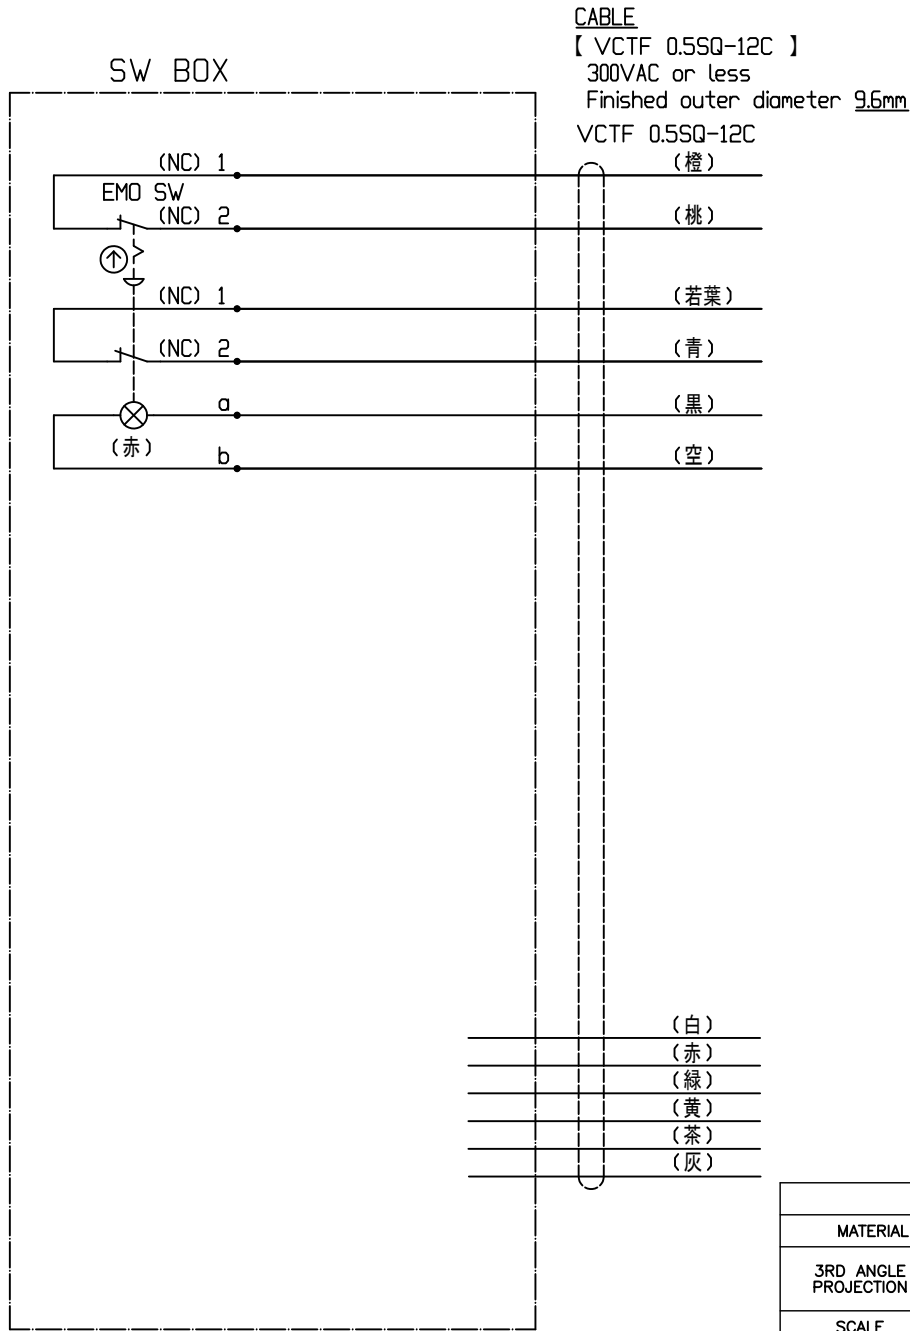 CABLE
【 VCTF 0.5SQ-12C 】
300VAC or less
Finished outer diameter 9.6mm
SW BOX
VCTF 0.5SQ-12C
(NC) 1 (橙)
EMO SW
(NC) 2 (桃)
(NC) 1 (若葉)
(NC) 2 (青)
a (黒)
(赤)
b (空)
(白)
(赤)
(緑)
(黄)
(茶)
(灰)
MATERIAL
3RD ANGLE
PROJECTION
SCALE